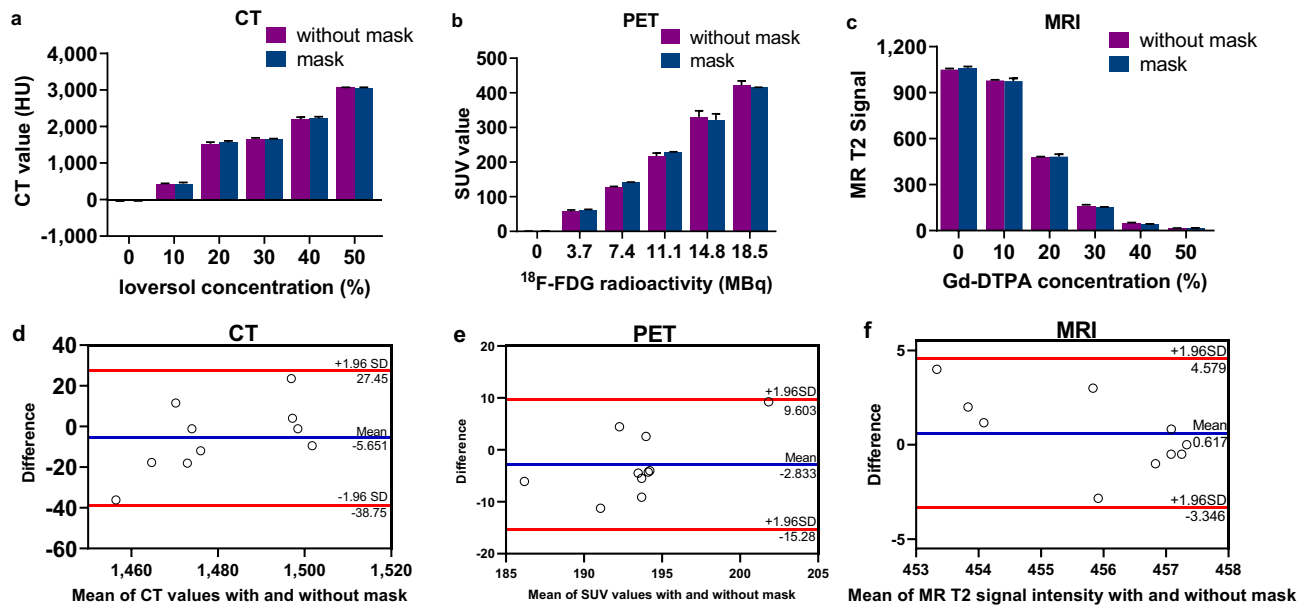 a
CT
without mask
mask
CT value (HU)
4,000
3,000
2,000
1,000
0
-1,000
0 10 20 30 40 50
Ioversol concentration (%)
b
PET
without mask
mask
SUV value
500
400
300
200
100
0
0 3.7 7.4 11.1 14.8 18.5
18F-FDG radioactivity (MBq)
c
MRI
without mask
mask
MR T2 Signal
1,200
900
600
300
0
0 10 20 30 40 50
Gd-DTPA concentration (%)
d
CT
Difference
40
20
0
-20
-40
-60
+1.96 SD
27.45
Mean
-5.651
-1.96 SD
-38.75
1,460 1,480 1,500 1,520
Mean of CT values with and without mask
e
PET
Difference
20
10
0
-10
-20
+1.96SD
9.603
Mean
-2.833
+1.96SD
-15.28
185 190 195 200 205
Mean of SUV values with and without mask
f
MRI
Difference
5
0
-5
+1.96SD
4.579
Mean
0.617
+1.96SD
-3.346
453 454 455 456 457 458
Mean of MR T2 signal intensity with and without mask